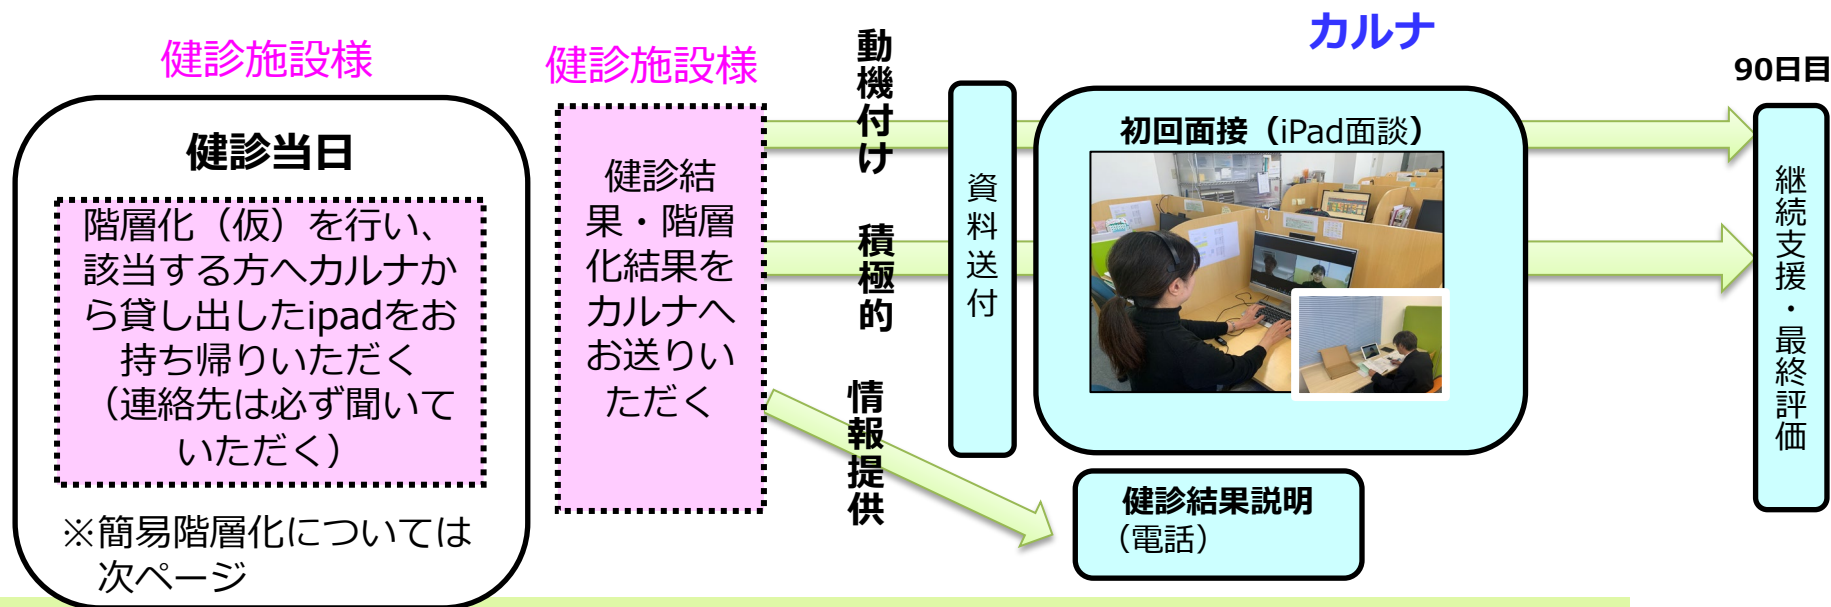 健診施設様
健診当日
階層化（仮）を行い、
該当する方へカルナか
ら貸し出したipadをお
持ち帰りいただく
（連絡先は必ず聞いて
いただく）
※簡易階層化については
次ページ
健診施設様
健診結
果・階層
化結果を
カルナへ
お送りい
ただく
動機付け
積極的
情報提供
カルナ
資料送付
初回面接（iPad面談）
健診結果説明
（電話）
90日目
継続支援・最終評価